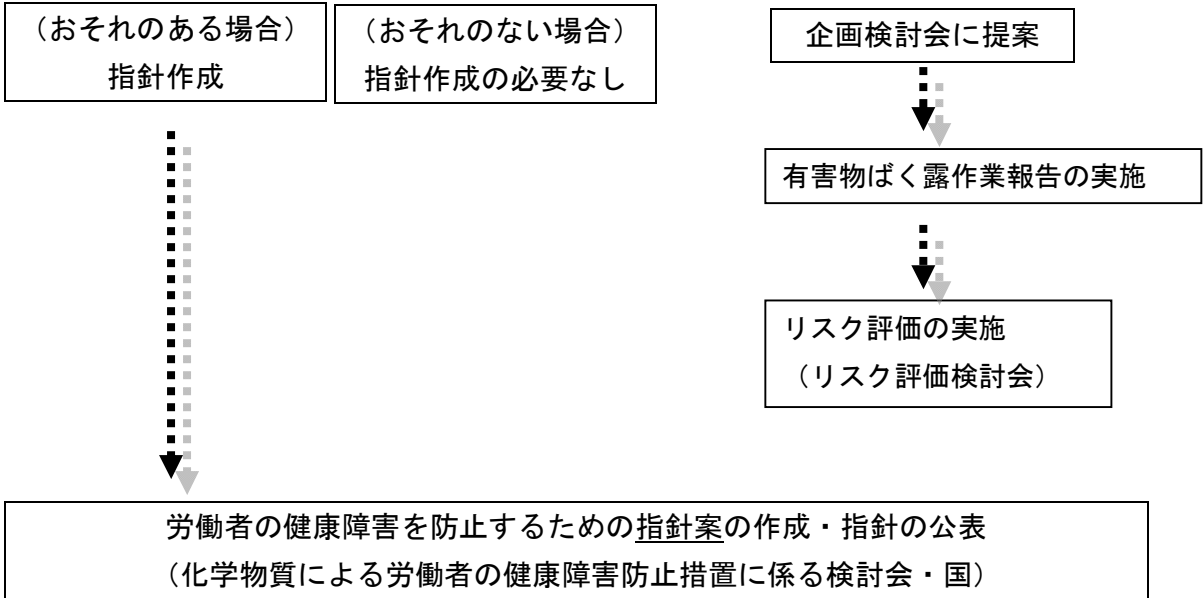 （おそれのある場合）
指針作成
（おそれのない場合）
指針作成の必要なし
企画検討会に提案
有害物ばく露作業報告の実施
リスク評価の実施
（リスク評価検討会）
労働者の健康障害を防止するための指針案の作成・指針の公表
（化学物質による労働者の健康障害防止措置に係る検討会・国）